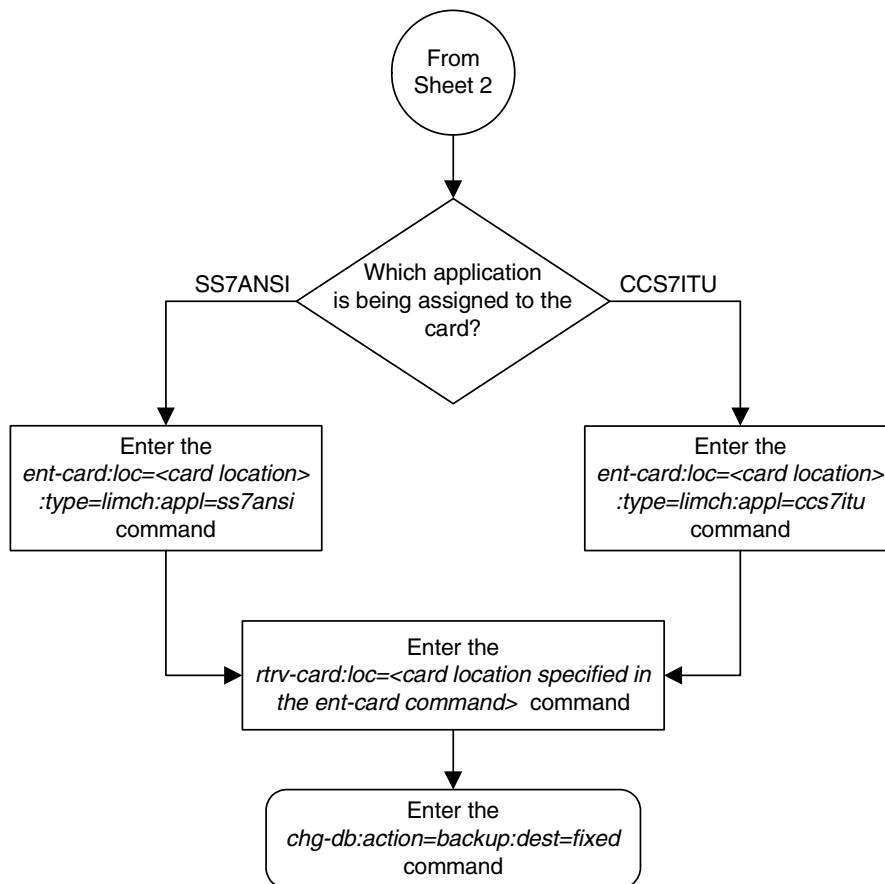 From
Sheet 2
Which application
is being assigned to the
card?
SS7ANSI
CCS7ITU
Enter the
ent-card:loc=<card location>
:type=limch:appl=ss7ansi
command
Enter the
ent-card:loc=<card location>
:type=limch:appl=ccs7itu
command
Enter the
rtrv-card:loc=<card location specified in
the ent-card command> command
Enter the
chg-db:action=backup:dest=fixed
command